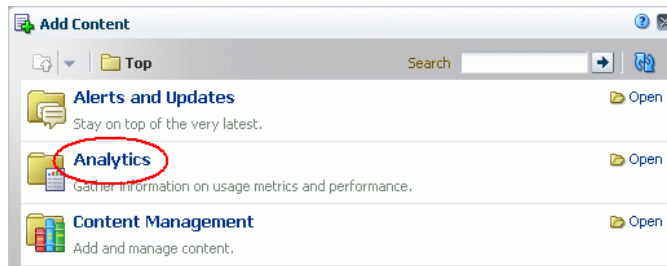 Add Content
Top Search
Alerts and Updates Open
Stay on top of the very latest.
Analytics Open
Gather information on usage metrics and performance.
Content Management Open
Add and manage content.